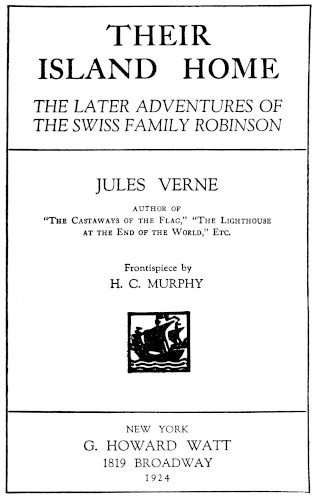 THEIR
ISLAND HOME
THE LATER ADVENTURES OF
THE SWISS FAMILY ROBINSON
JULES VERNE
AUTHOR OF
"THE CASTAWAYS OF THE FLAG," "THE LIGHTHOUSE
AT THE END OF THE WORLD," ETC.
Frontispiece by
H. C. MURPHY
NEW YORK
G. HOWARD WATT
1819 BROADWAY
1924